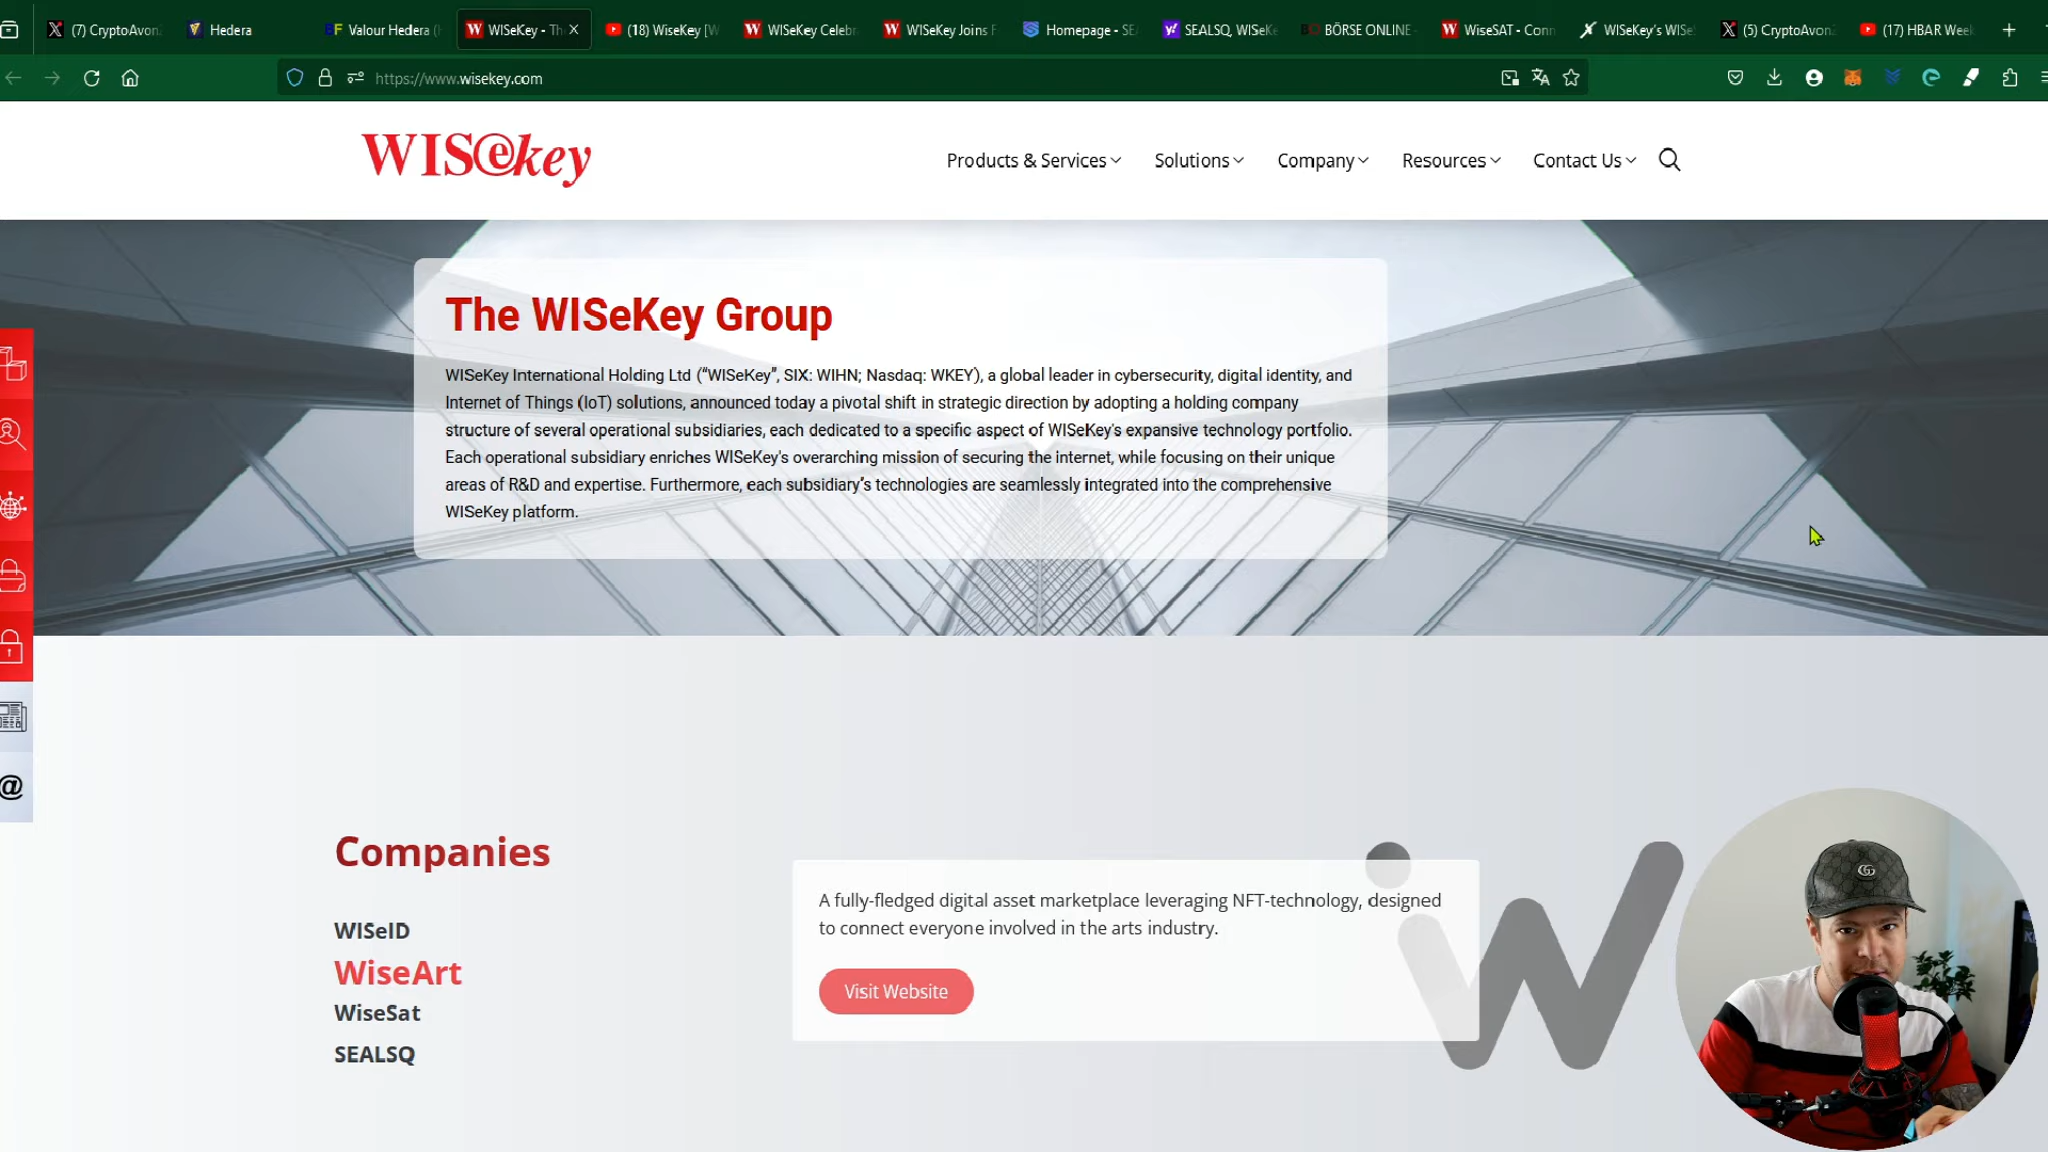 (7) CryptoAvon
Hedera
Valour Hedera (
WISeKey - Th
(18) WiseKey [W
WISeKey Celebr
WISeKey Joins F
Homepage - SEA
SEALSQ, WISeKe
BÖRSE ONLINE -
WiseSAT - Conn
WISeKey's WISe
(5) CryptoAvon
(17) HBAR Week
https://www.wisekey.com
WISekey
Products & Services
Solutions
Company
Resources
Contact Us
The WISeKey Group
WISeKey International Holding Ltd (“WISeKey”, SIX: WIHN; Nasdaq: WKEY), a global leader in cybersecurity, digital identity, and
Internet of Things (IoT) solutions, announced today a pivotal shift in strategic direction by adopting a holding company
structure of several operational subsidiaries, each dedicated to a specific aspect of WISeKey's expansive technology portfolio.
Each operational subsidiary enriches WISeKey's overarching mission of securing the internet, while focusing on their unique
areas of R&D and expertise. Furthermore, each subsidiary’s technologies are seamlessly integrated into the comprehensive
WISeKey platform.
@
Companies
WISeID
WiseArt
WiseSat
SEALSQ
A fully-fledged digital asset marketplace leveraging NFT-technology, designed
to connect everyone involved in the arts industry.
Visit Website